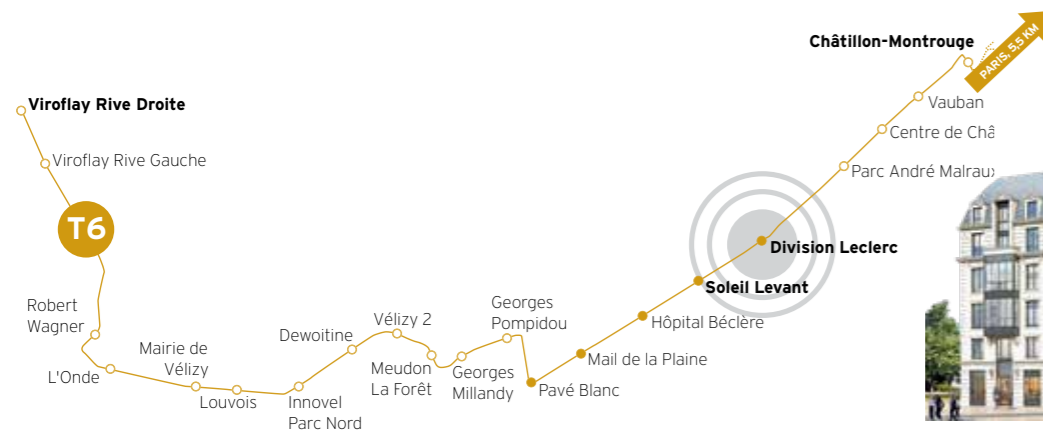 Châtillon-Montrouge
PARIS, 5,5 KM
Viroflay Rive Droite
Vauban
Centre de Châ
Viroflay Rive Gauche
Parc André Malraux
T6
Division Leclerc
Soleil Levant
Robert
Wagner
Georges
Pompidou
Hôpital Béclère
Vélizy 2
Dewoitine
Mairie de
Vélizy
Mail de la Plaine
L'Onde
Meudon
La Forêt
Georges
Millandy
Pavé Blanc
Louvois
Innovel
Parc Nord